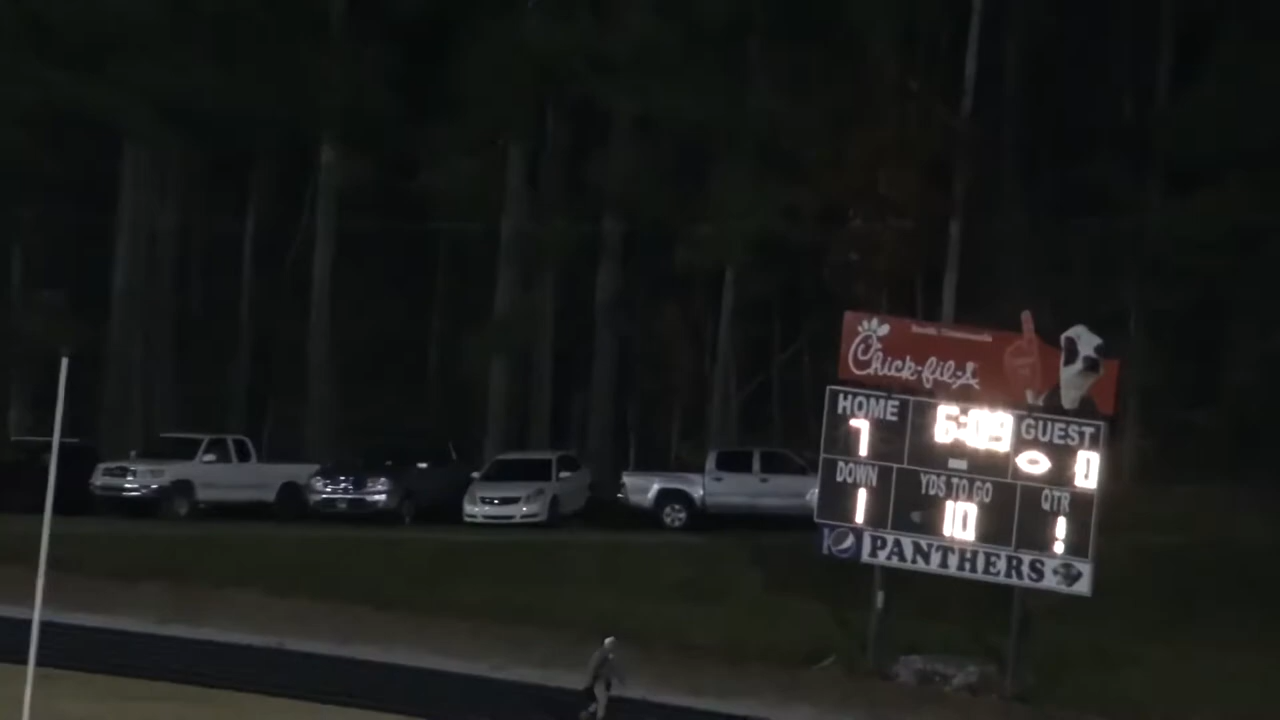 Chick-fil-A
HOME
6:09
GUEST
7
0
DOWN
YDS TO GO
QTR
1
10
1
PANTHERS